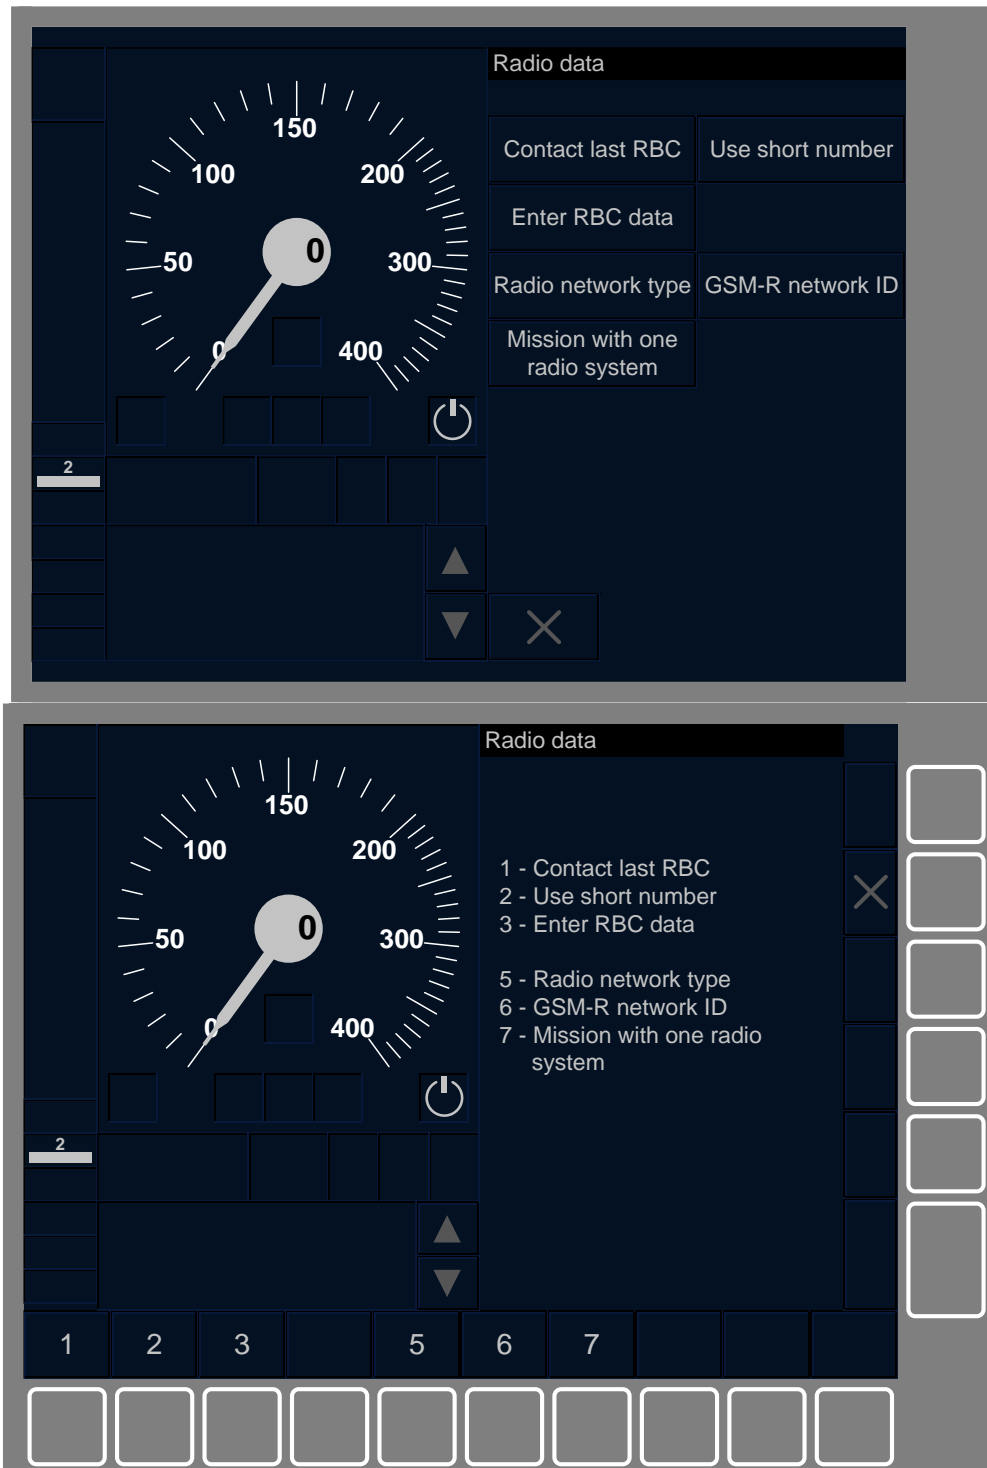 Radio data
150
100
200
50
0
300
0
400
Contact last RBC
Use short number
Enter RBC data
Radio network type
GSM-R network ID
Mission with one
radio system
2
Radio data
150
100
200
50
0
300
0
400
1 - Contact last RBC
2 - Use short number
3 - Enter RBC data
5 - Radio network type
6 - GSM-R network ID
7 - Mission with one radio
system
2
1 2 3 5 6 7